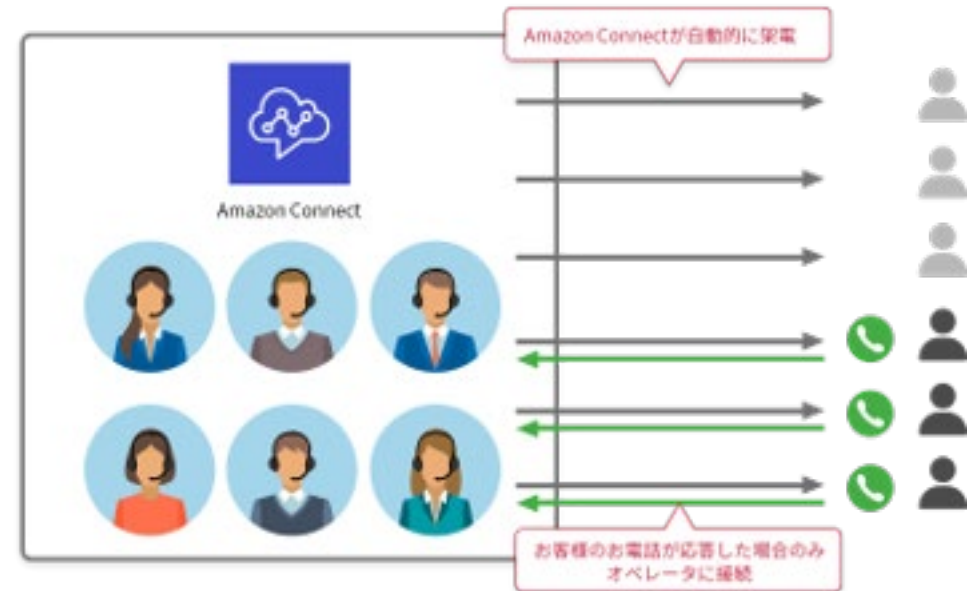 Amazon Connectが自動的に架電
Amazon Connect
お客様のお電話が応答した場合のみ
オペレータに接続